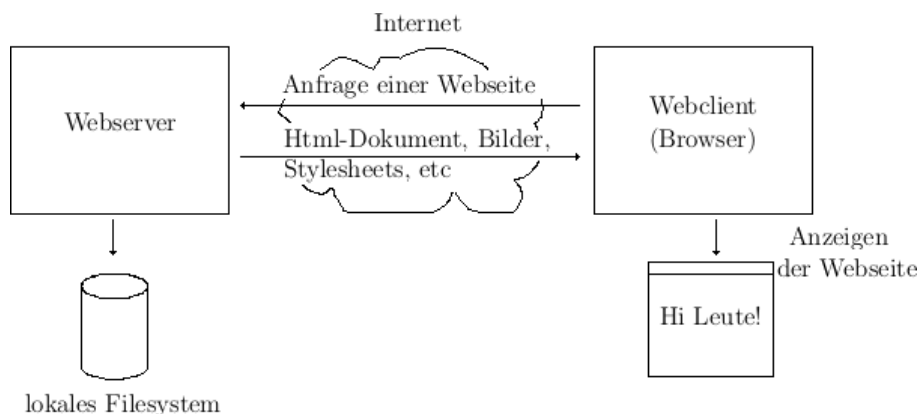 Internet
Anfrage einer Webseite
Webserver
Webclient
(Browser)
Html-Dokument, Bilder,
Stylesheets, etc
Anzeigen
der Webseite
Hi Leute!
lokales Filesystem